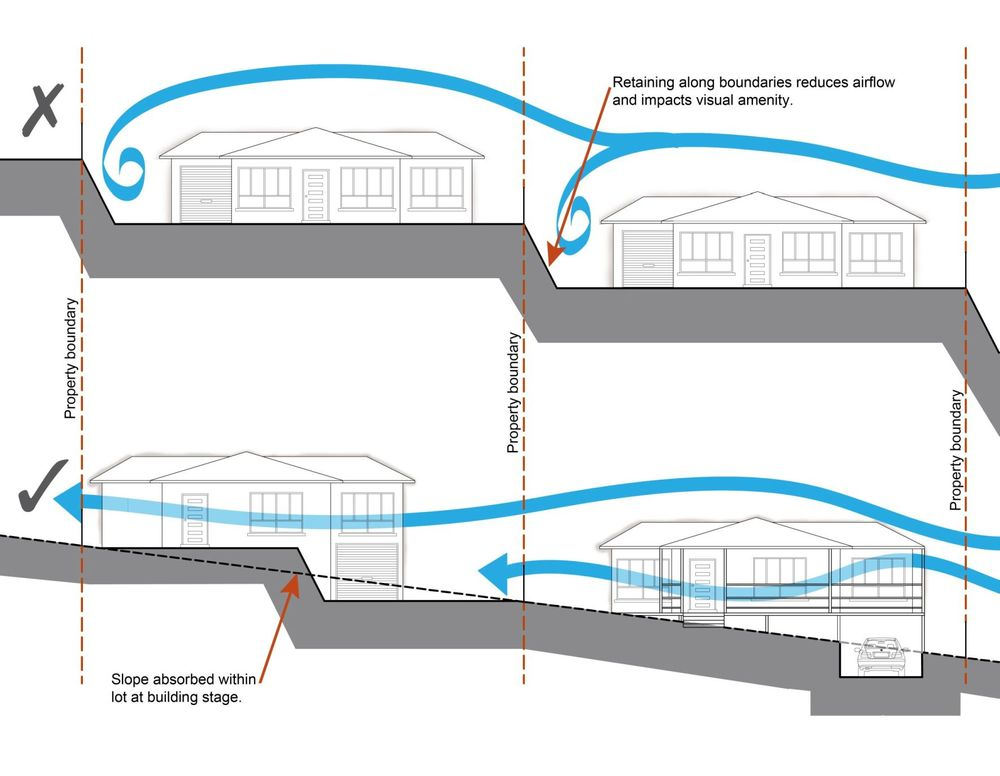 Retaining along boundaries reduces airflow
and impacts visual amenity.
Property boundary
Property boundary
Property boundary
Slope absorbed within
lot at building stage.